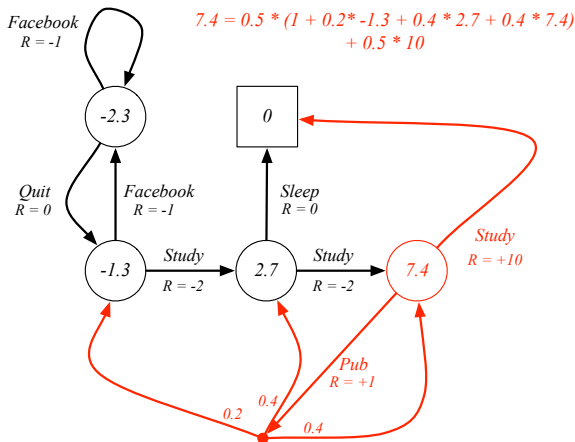 Facebook
R = -1
7.4 = 0.5 * (1 + 0.2* -1.3 + 0.4 * 2.7 + 0.4 * 7.4)
+ 0.5 * 10
-2.3
0
Quit
R = 0
Facebook
R = -1
Sleep
R = 0
Study
R = +10
-1.3
Study
R = -2
2.7
Study
R = -2
7.4
Pub
R = +1
0.2
0.4
0.4